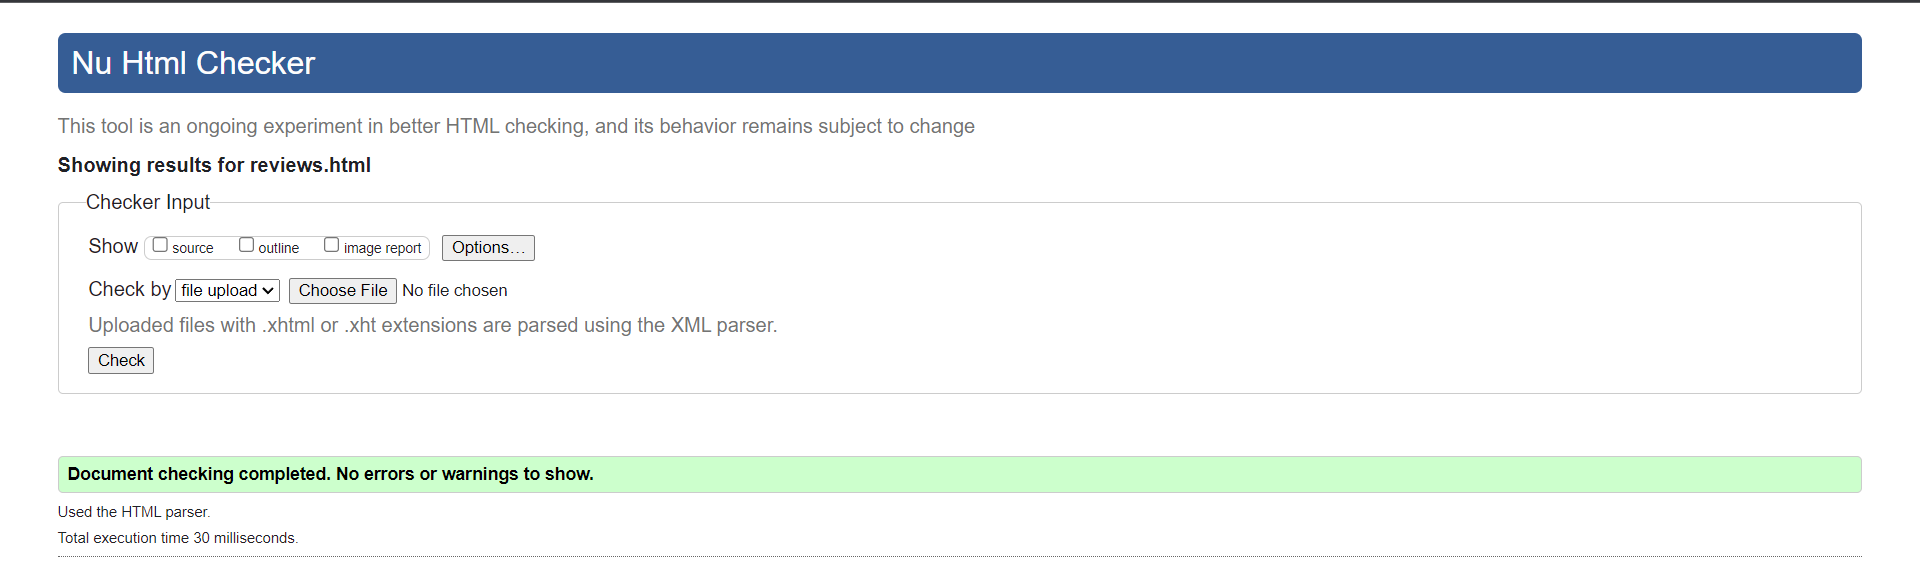 Nu Html Checker
This tool is an ongoing experiment in better HTML checking, and its behavior remains subject to change
Showing results for reviews.html
Checker Input
Show source outline image report Options…
Check by file upload Choose File No file chosen
Uploaded files with .xhtml or .xht extensions are parsed using the XML parser.
Check
Document checking completed. No errors or warnings to show.
Used the HTML parser.
Total execution time 30 milliseconds.